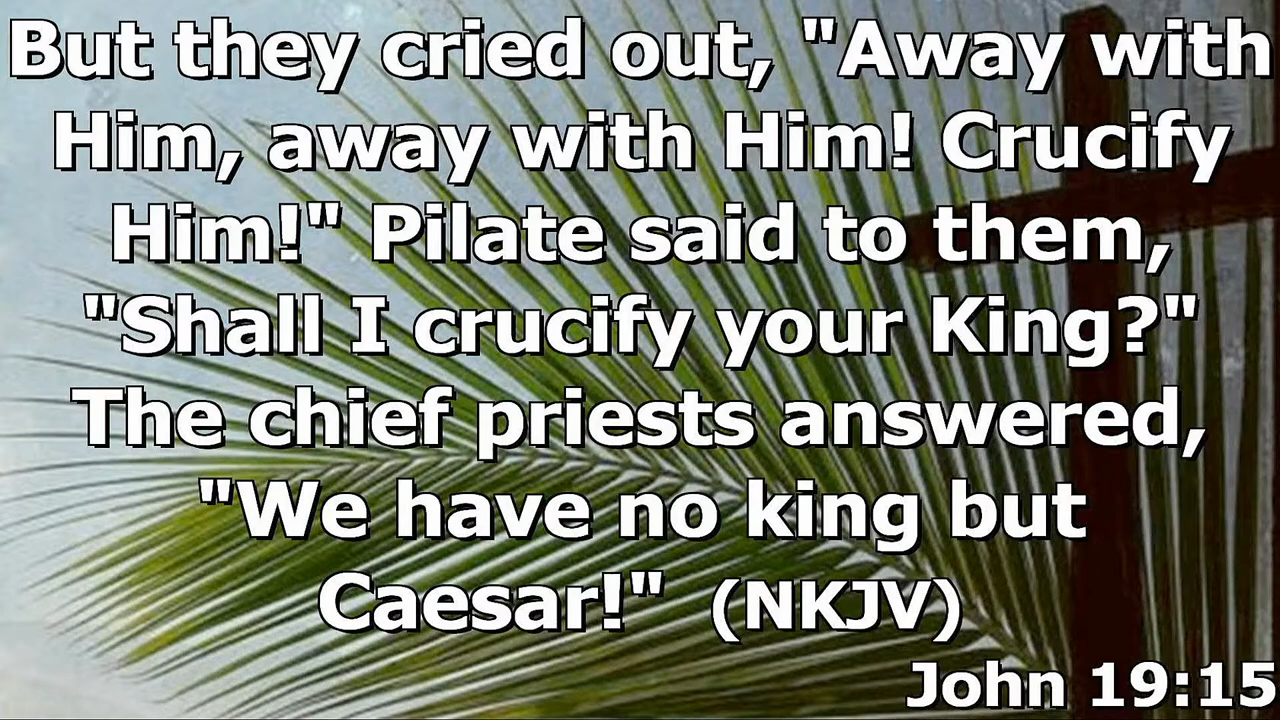 But they cried out, "Away with
Him, away with Him! Crucify
Him!" Pilate said to them,
"Shall I crucify your King?"
The chief priests answered,
"We have no king but
Caesar!" (NKJV)
John 19:15